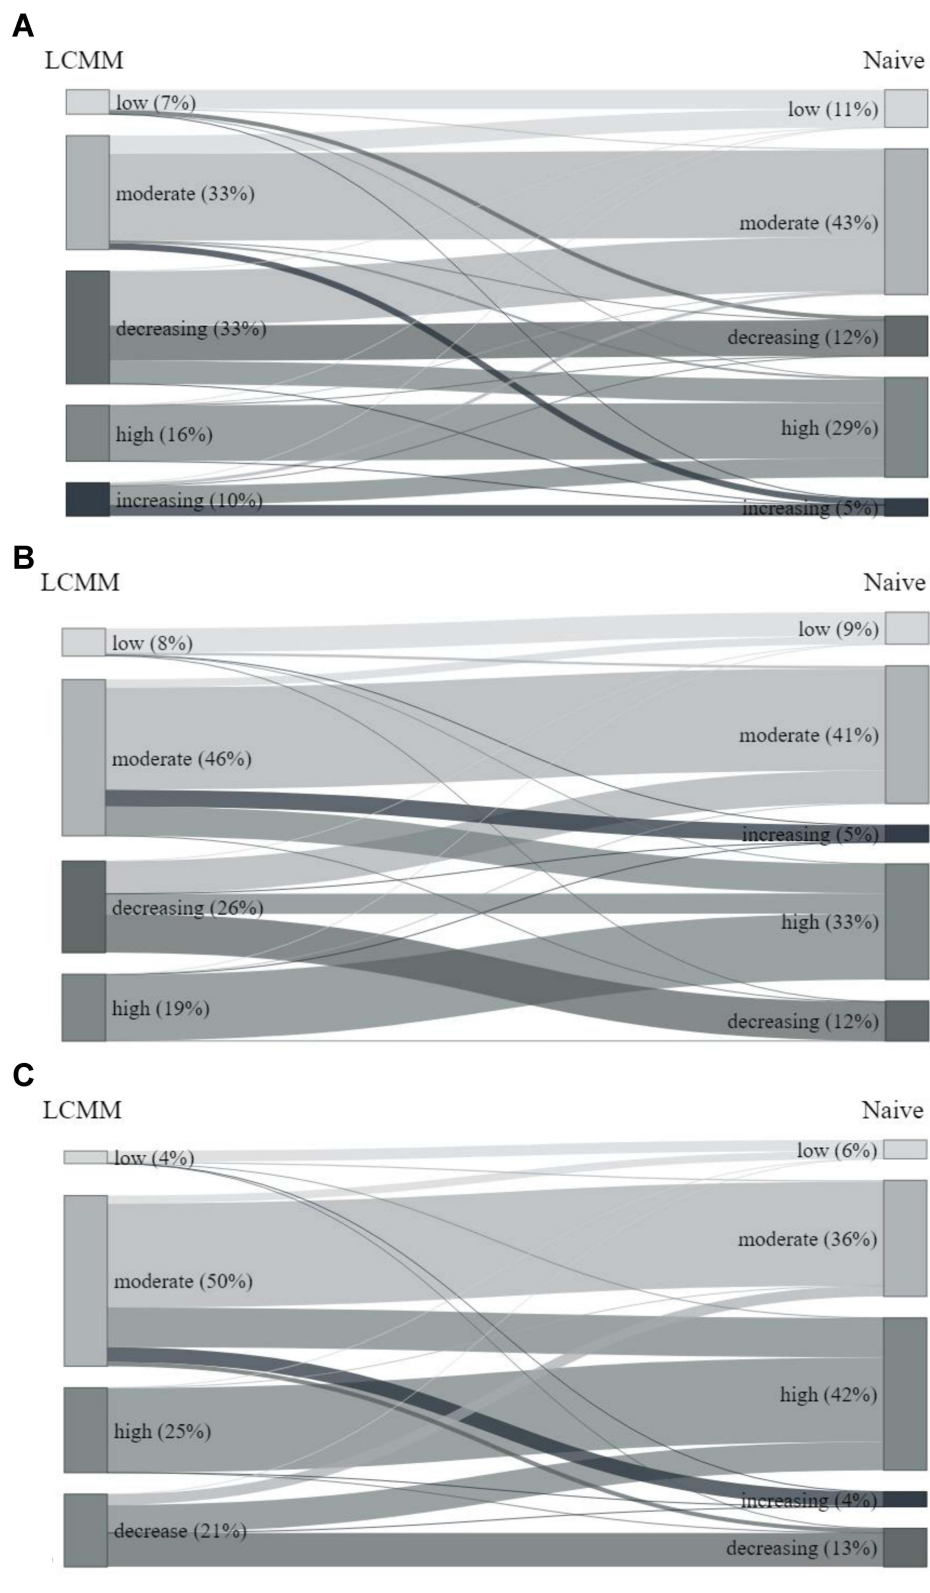 A
LCMM Naive
low (7%)
low (11%)
moderate (33%)
moderate (43%)
decreasing (33%)
decreasing (12%)
high (16%)
high (29%)
increasing (10%)
increasing (5%)
B
LCMM Naive
low (8%)
low (9%)
moderate (46%)
moderate (41%)
increasing (5%)
decreasing (26%)
high (33%)
high (19%)
decreasing (12%)
C
LCMM Naive
low (4%)
low (6%)
moderate (50%)
moderate (36%)
high (25%)
high (42%)
increasing (4%)
decrease (21%)
decreasing (13%)